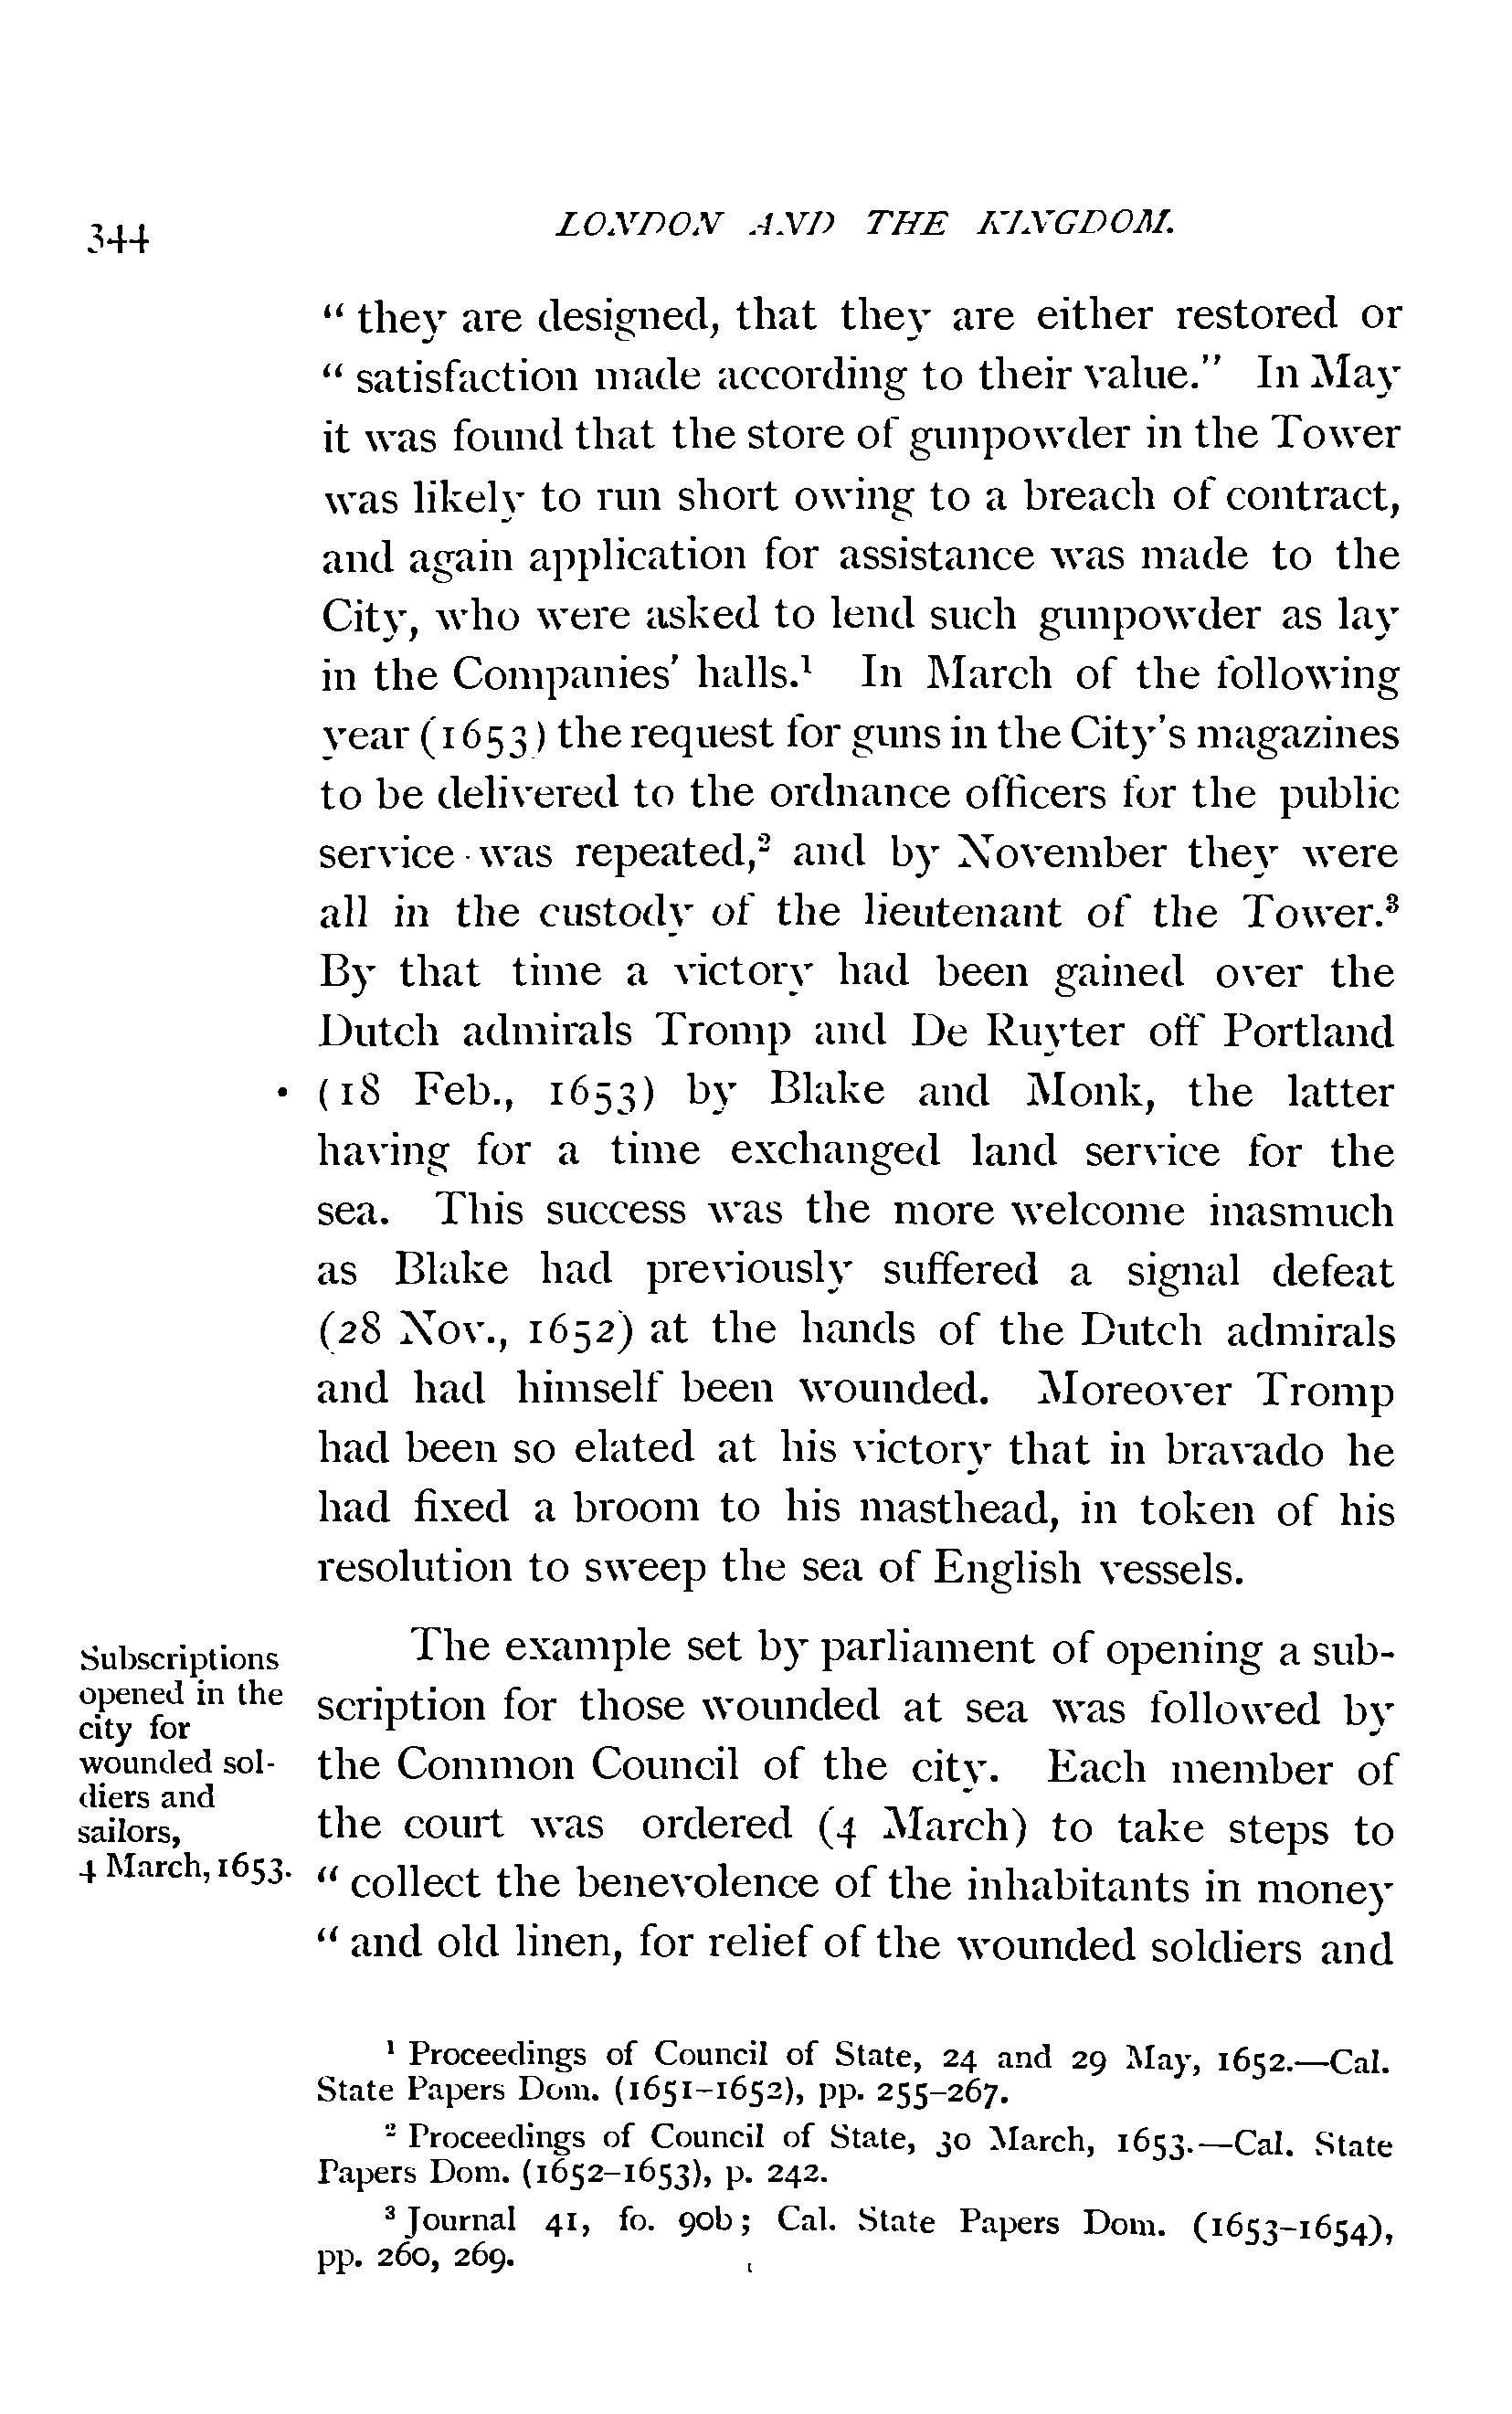 344
LONDON AND THE KINGDOM.
" they are designed, that they are either restored or
" satisfaction made according to their value." In May
it was found that the store of gunpowder in the Tower
was likely to run short owing to a breach of contract,
and again application for assistance was made to the
City, who were asked to lend such gunpowder as lay
in the Companies' halls.¹ In March of the following
year (1653) the request for guns in the City's magazines
to be delivered to the ordnance officers for the public
service was repeated,² and by November they were
all in the custody of the lieutenant of the Tower.³
By that time a victory had been gained over the
Dutch admirals Tromp and De Ruyter off Portland
(18 Feb., 1653) by Blake and Monk, the latter
having for a time exchanged land service for the
sea. This success was the more welcome inasmuch
as Blake had previously suffered a signal defeat
(28 Nov., 1652) at the hands of the Dutch admirals
and had himself been wounded. Moreover Tromp
had been so elated at his victory that in bravado he
had fixed a broom to his masthead, in token of his
resolution to sweep the sea of English vessels.
Subscriptions
opened in the
city for
wounded sol-
diers and
sailors,
4 March, 1653.
The example set by parliament of opening a sub-
scription for those wounded at sea was followed by
the Common Council of the city. Each member of
the court was ordered (4 March) to take steps to
" collect the benevolence of the inhabitants in money
" and old linen, for relief of the wounded soldiers and
¹ Proceedings of Council of State, 24 and 29 May, 1652.—Cal.
State Papers Dom. (1651–1652), pp. 255–267.
² Proceedings of Council of State, 30 March, 1653.—Cal. State
Papers Dom. (1652–1653), p. 242.
³ Journal 41, fo. 90b; Cal. State Papers Dom. (1653–1654),
pp. 260, 269.